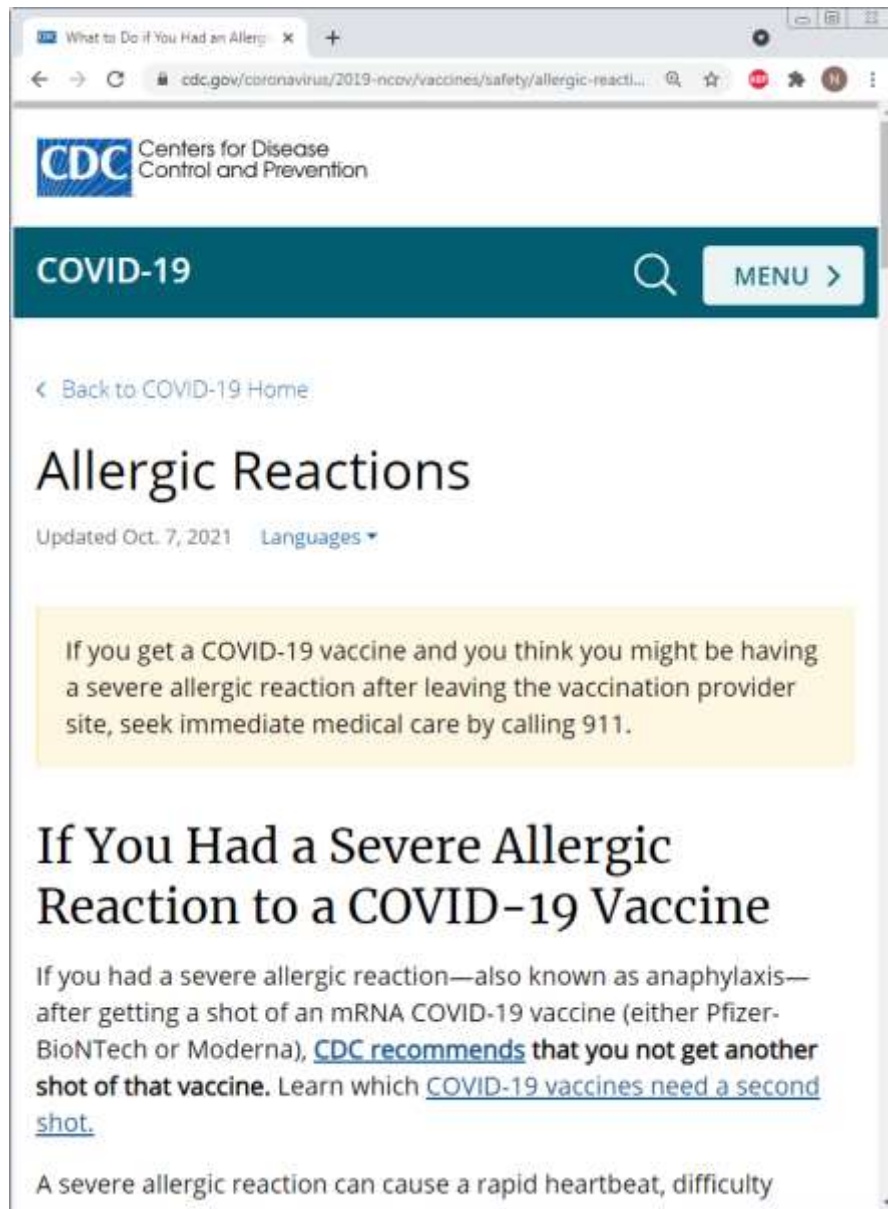 What to Do if You Had an Allerg
cdc.gov/coronavirus/2019-ncov/vaccines/safety/allergic-reacti...
N
CDC
Centers for Disease
Control and Prevention
COVID-19
MENU
Back to COVID-19 Home
Allergic Reactions
Updated Oct. 7, 2021 Languages
If you get a COVID-19 vaccine and you think you might be having
a severe allergic reaction after leaving the vaccination provider
site, seek immediate medical care by calling 911.
If You Had a Severe Allergic
Reaction to a COVID-19 Vaccine
If you had a severe allergic reaction—also known as anaphylaxis—
after getting a shot of an mRNA COVID-19 vaccine (either Pfizer-
BioNTech or Moderna), CDC recommends that you not get another
shot of that vaccine. Learn which COVID-19 vaccines need a second
shot.
A severe allergic reaction can cause a rapid heartbeat, difficulty